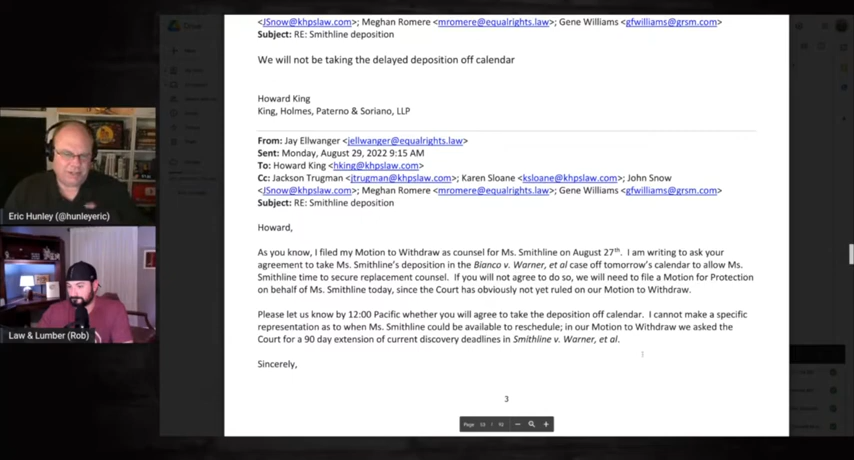 <JSnow@khpslaw.com>; Meghan Romere <mromere@equalrights.law>; Gene Williams <gfwilliams@grsm.com>
Subject: RE: Smithline deposition
We will not be taking the delayed deposition off calendar
Howard King
King, Holmes, Paterno & Soriano, LLP
From: Jay Ellwanger <jellwanger@equalrights.law>
Sent: Monday, August 29, 2022 9:15 AM
To: Howard King <hking@khpslaw.com>
Cc: Jackson Trugman <jtrugman@khpslaw.com>; Karen Sloane <ksloane@khpslaw.com>; John Snow
<JSnow@khpslaw.com>; Meghan Romere <mromere@equalrights.law>; Gene Williams <gfwilliams@grsm.com>
Subject: RE: Smithline deposition
Howard,
As you know, I filed my Motion to Withdraw as counsel for Ms. Smithline on August 27th. I am writing to ask your
agreement to take Ms. Smithline's deposition in the Bianco v. Warner, et al case off tomorrow's calendar to allow Ms.
Smithline time to secure replacement counsel. If you will not agree to do so, we will need to file a Motion for Protection
on behalf of Ms. Smithline today, since the Court has obviously not yet ruled on our Motion to Withdraw.
Please let us know by 12:00 Pacific whether you will agree to take the deposition off calendar. I cannot make a specific
representation as to when Ms. Smithline could be available to reschedule; in our Motion to Withdraw we asked the
Court for a 90 day extension of current discovery deadlines in Smithline v. Warner, et al.
Sincerely,
3
Eric Hunley (@hunleyeric)
Law & Lumber (Rob)
Drive